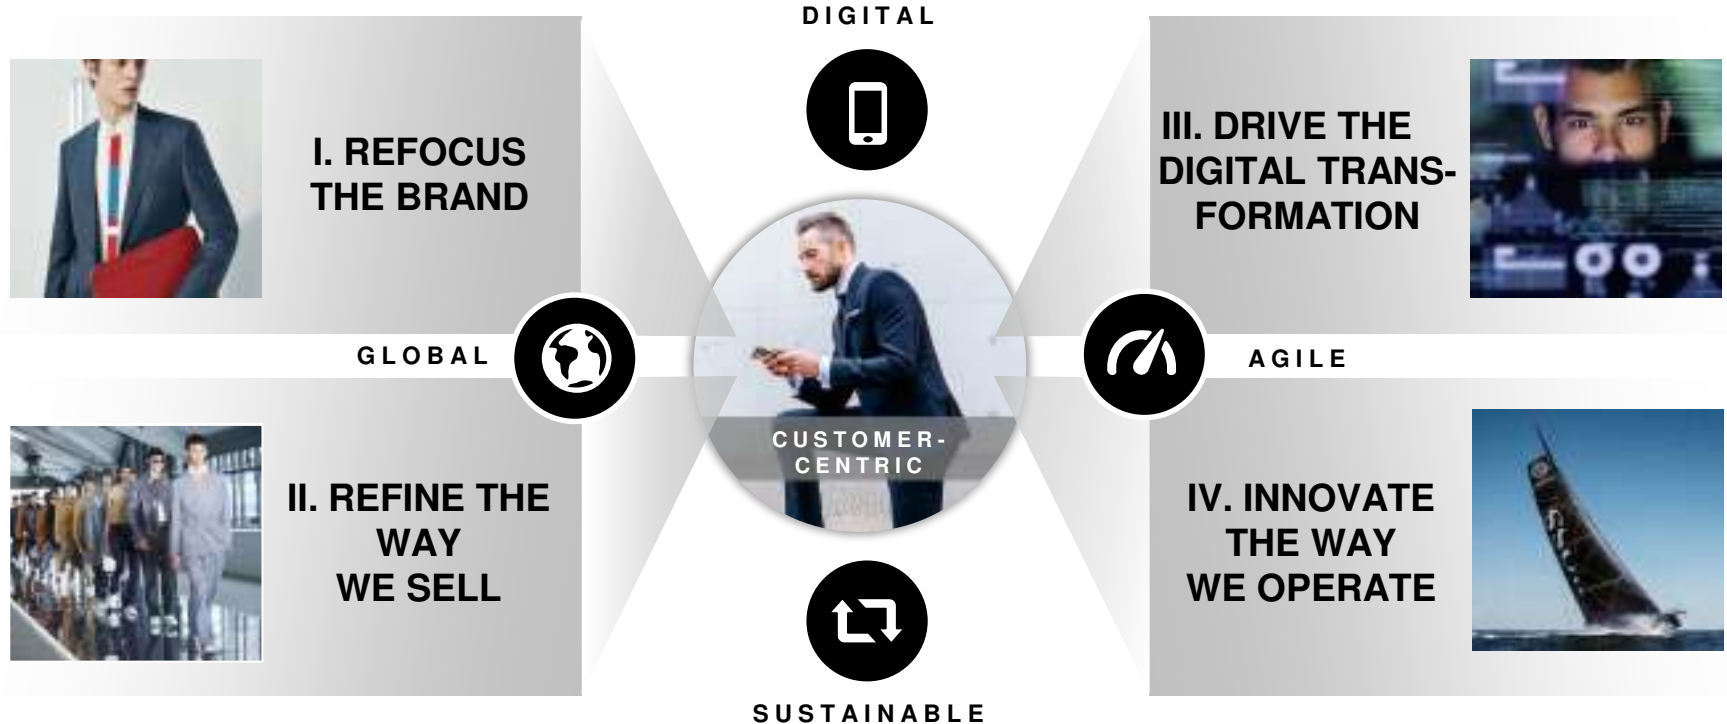 DIGITAL
I. REFOCUS
THE BRAND
III. DRIVE THE
DIGITAL TRANS-
FORMATION
GLOBAL
AGILE
CUSTOMER-
CENTRIC
II. REFINE THE
WAY
WE SELL
IV. INNOVATE
THE WAY
WE OPERATE
SUSTAINABLE